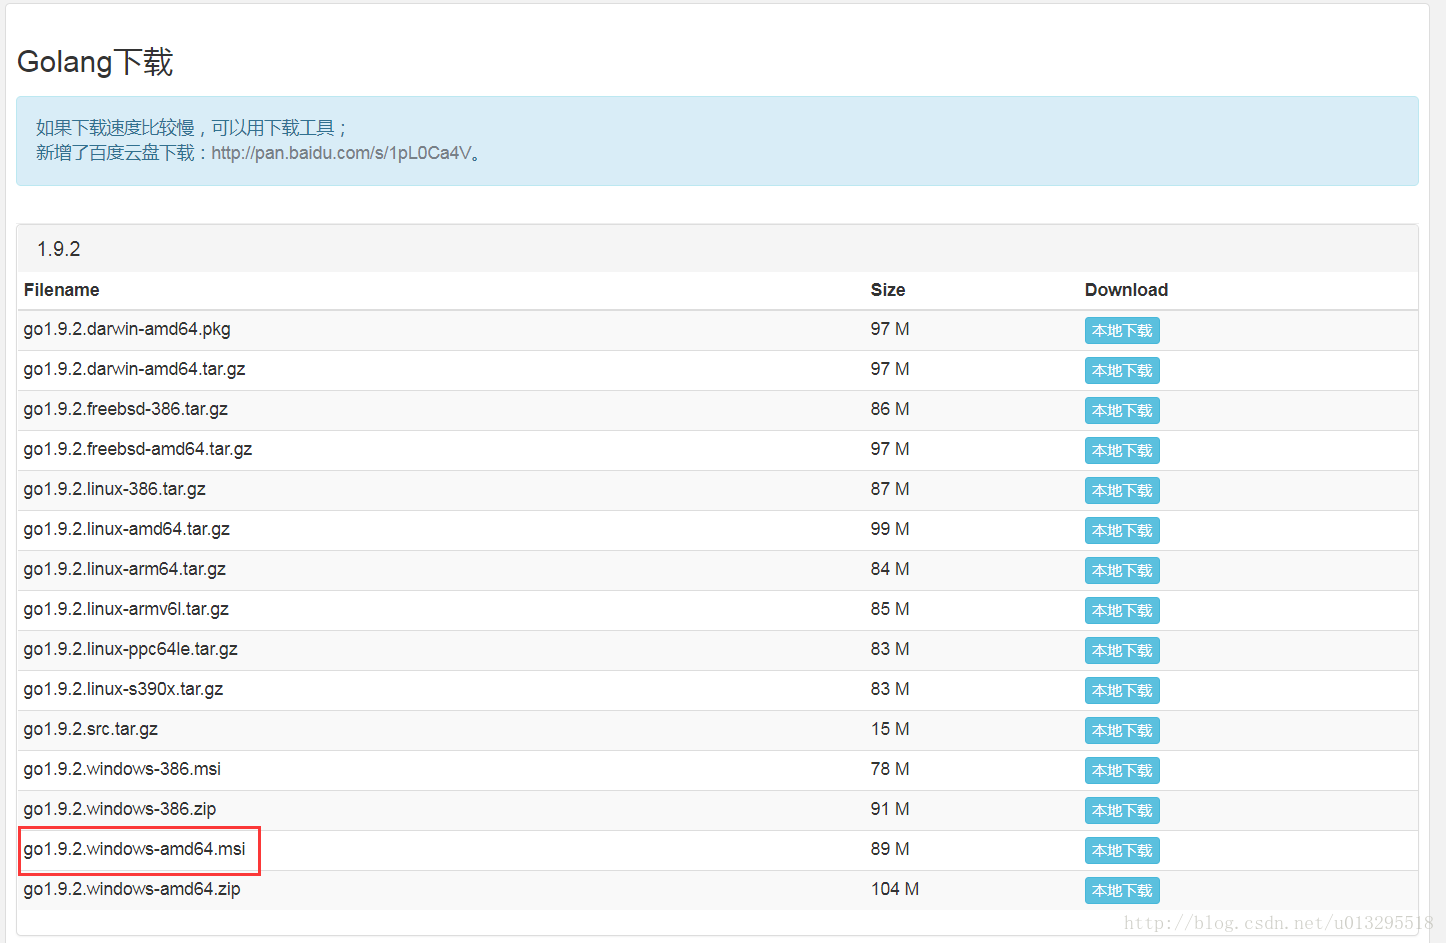 Golang下载
如果下载速度比较慢，可以用下载工具；
新增了百度云盘下载：http://pan.baidu.com/s/1pL0Ca4V。
1.9.2
Filename Size Download
go1.9.2.darwin-amd64.pkg 97 M 本地下载
go1.9.2.darwin-amd64.tar.gz 97 M 本地下载
go1.9.2.freebsd-386.tar.gz 86 M 本地下载
go1.9.2.freebsd-amd64.tar.gz 97 M 本地下载
go1.9.2.linux-386.tar.gz 87 M 本地下载
go1.9.2.linux-amd64.tar.gz 99 M 本地下载
go1.9.2.linux-arm64.tar.gz 84 M 本地下载
go1.9.2.linux-armv6l.tar.gz 85 M 本地下载
go1.9.2.linux-ppc64le.tar.gz 83 M 本地下载
go1.9.2.linux-s390x.tar.gz 83 M 本地下载
go1.9.2.src.tar.gz 15 M 本地下载
go1.9.2.windows-386.msi 78 M 本地下载
go1.9.2.windows-386.zip 91 M 本地下载
go1.9.2.windows-amd64.msi 89 M 本地下载
go1.9.2.windows-amd64.zip 104 M 本地下载
http://blog.csdn.net/u013295518